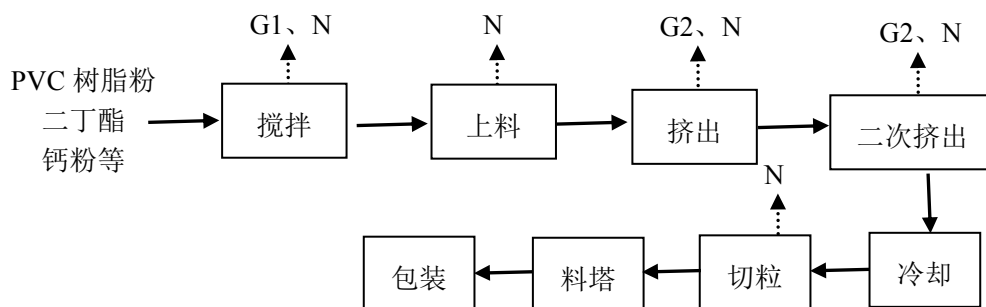 G1、N
N
G2、N
G2、N
PVC 树脂粉
二丁酯
钙粉等
搅拌
上料
挤出
二次挤出
N
包装
料塔
切粒
冷却